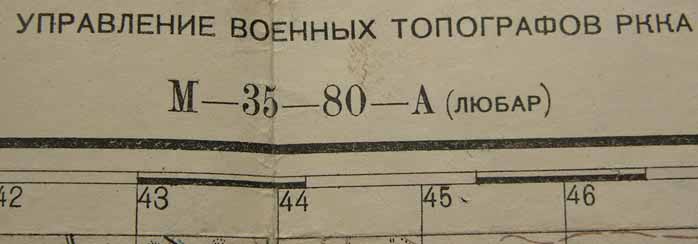 УПРАВЛЕНИЕ ВОЕННЫХ ТОПОГРАФОВ РККА
М—35—80—А (ЛЮБАР)
42 43 44 45 46